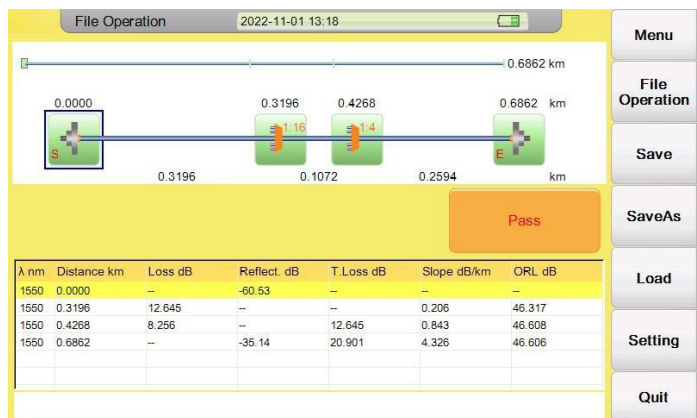 File Operation 2022-11-01 13:18
0.6862 km
0.0000 0.3196 0.4268 0.6862 km
S 1:16 1:4 E
0.3196 0.1072 0.2594 km
Pass
λ nm Distance km Loss dB Reflect. dB T.Loss dB Slope dB/km ORL dB
1550 0.0000 -- -60.53 -- -- --
1550 0.3196 12.645 -- -- 0.206 46.317
1550 0.4268 8.256 -- 12.645 0.843 46.608
1550 0.6862 -- -35.14 20.901 4.326 46.606
Menu
File
Operation
Save
SaveAs
Load
Setting
Quit